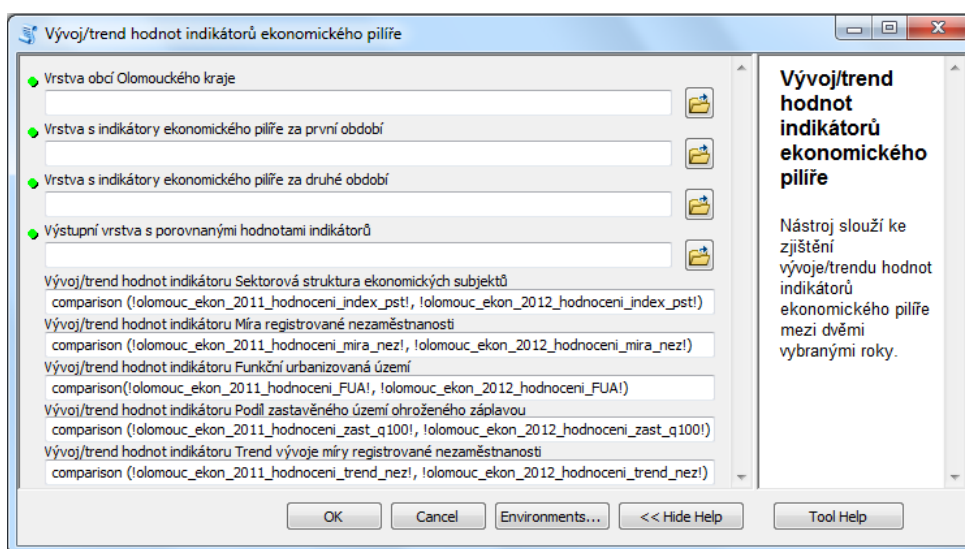 Vývoj/trend hodnot indikátorů ekonomického pilíře
Vrstva obcí Olomouckého kraje
Vrstva s indikátory ekonomického pilíře za první období
Vrstva s indikátory ekonomického pilíře za druhé období
Výstupní vrstva s porovnanými hodnotami indikátorů
Vývoj/trend hodnot indikátoru Sektorová struktura ekonomických subjektů
comparison (!olomouc_ekon_2011_hodnoceni_index_pst!, !olomouc_ekon_2012_hodnoceni_index_pst!)
Vývoj/trend hodnot indikátoru Míra registrované nezaměstnanosti
comparison (!olomouc_ekon_2011_hodnoceni_mira_nez!, !olomouc_ekon_2012_hodnoceni_mira_nez!)
Vývoj/trend hodnot indikátoru Funkční urbanizovaná území
comparison(!olomouc_ekon_2011_hodnoceni_FUA!, !olomouc_ekon_2012_hodnoceni_FUA!)
Vývoj/trend hodnot indikátoru Podíl zastavěného území ohroženého záplavou
comparison (!olomouc_ekon_2011_hodnoceni_zast_q100!, !olomouc_ekon_2012_hodnoceni_zast_q100!)
Vývoj/trend hodnot indikátoru Trend vývoje míry registrované nezaměstnanosti
comparison (!olomouc_ekon_2011_hodnoceni_trend_nez!, !olomouc_ekon_2012_hodnoceni_trend_nez!)
Vývoj/trend
hodnot
indikátorů
ekonomického
pilíře
Nástroj slouží ke
zjištění
vývoje/trendu hodnot
indikátorů
ekonomického pilíře
mezi dvěmi
vybranými roky.
OK
Cancel
Environments...
<< Hide Help
Tool Help